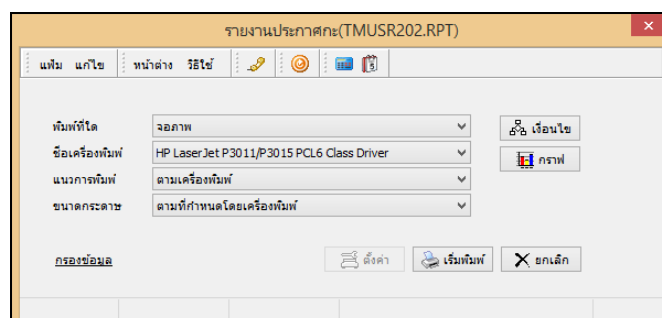 รายงานประกาศกะ(TMUSR202.RPT)
แฟ้ม แก้ไข หน้าต่าง วิธีใช้
พิมพ์ที่ใด จอภาพ เงื่อนไข
ชื่อเครื่องพิมพ์ HP LaserJet P3011/P3015 PCL6 Class Driver กราฟ
แนวการพิมพ์ ตามเครื่องพิมพ์
ขนาดกระดาษ ตามที่กำหนดโดยเครื่องพิมพ์
กรองข้อมูล ตั้งค่า เริ่มพิมพ์ ยกเลิก